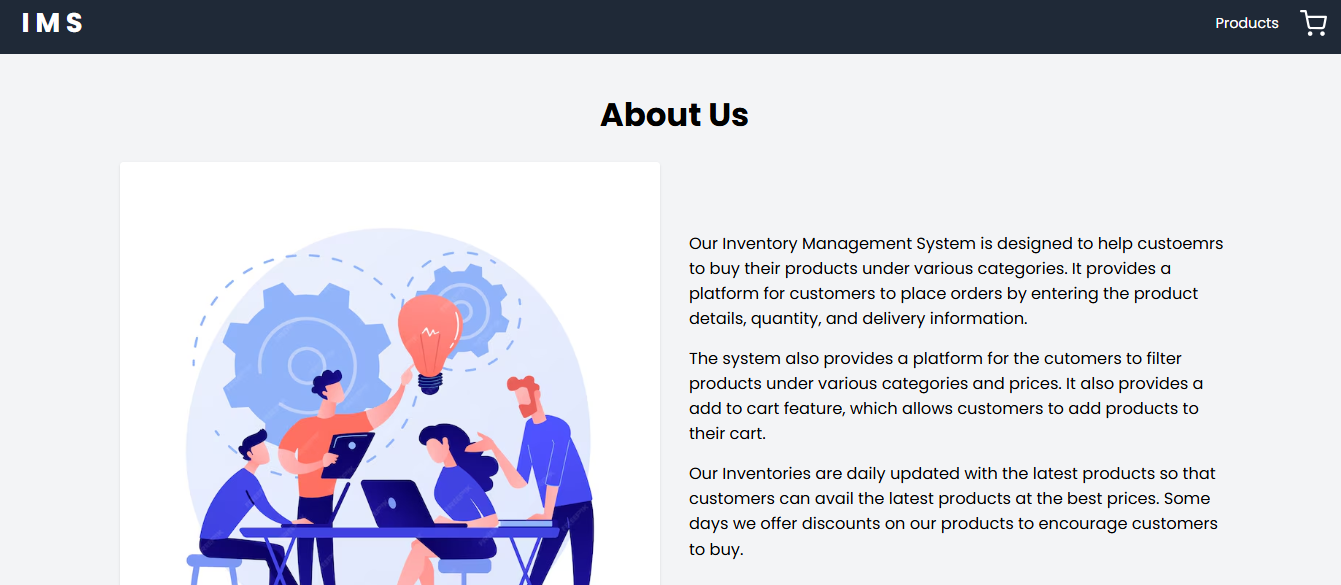 IMS
Products
About Us
Our Inventory Management System is designed to help custoemrs
to buy their products under various categories. It provides a
platform for customers to place orders by entering the product
details, quantity, and delivery information.
The system also provides a platform for the cutomers to filter
products under various categories and prices. It also provides a
add to cart feature, which allows customers to add products to
their cart.
Our Inventories are daily updated with the latest products so that
customers can avail the latest products at the best prices. Some
days we offer discounts on our products to encourage customers
to buy.